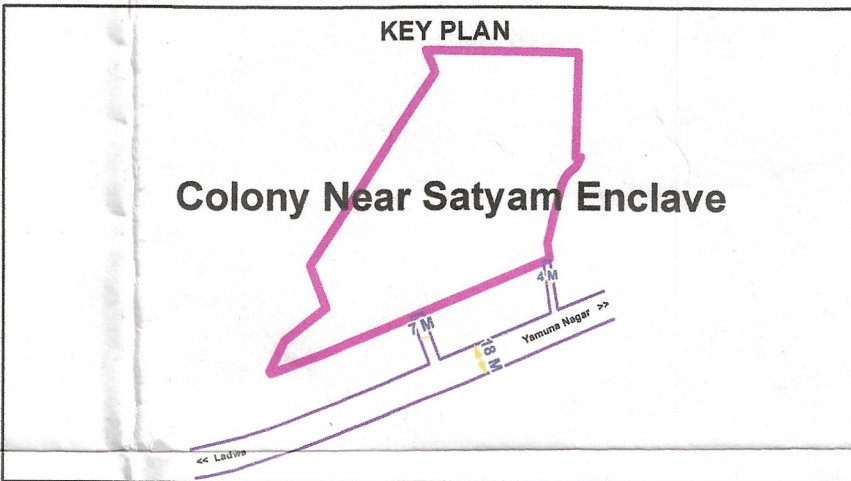 KEY PLAN
Colony Near Satyam Enclave
4 M
7 M
18 M
Yamuna Nagar >>
<< Ladwa